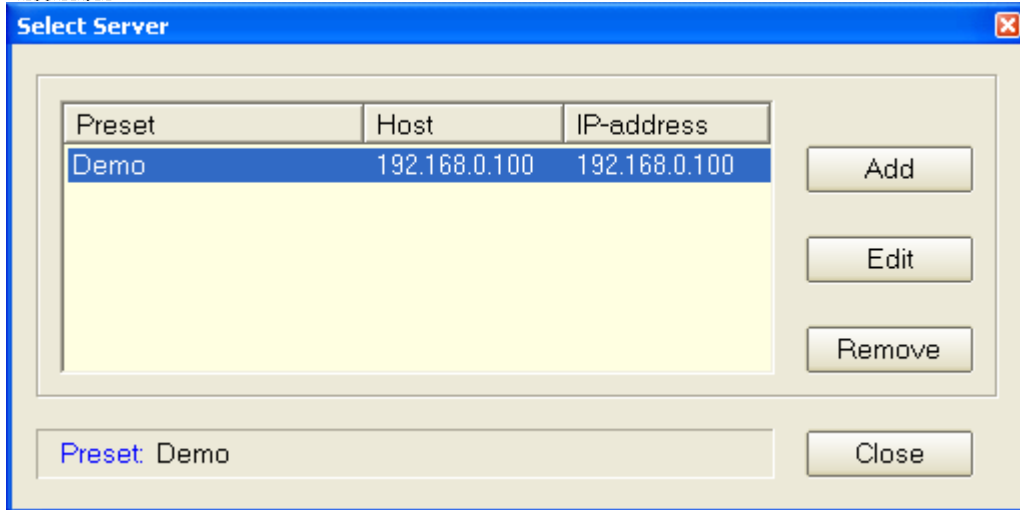 Select Server
Preset Host IP-address
Demo 192.168.0.100 192.168.0.100
Add
Edit
Remove
Preset: Demo
Close